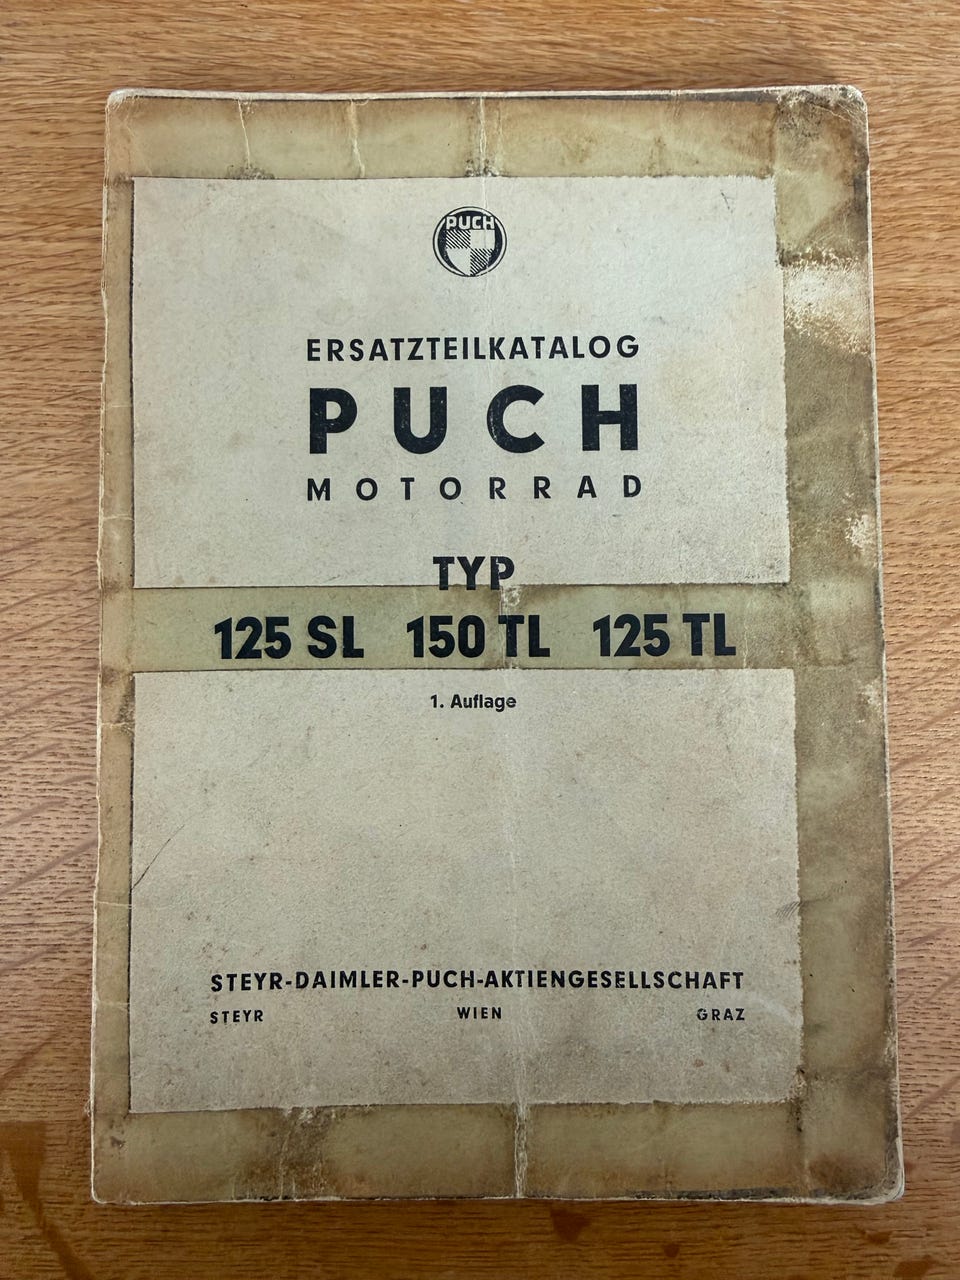 PUCH
ERSATZTEILKATALOG
PUCH
MOTORRAD
TYP
125 SL 150 TL 125 TL
1. Auflage
STEYR-DAIMLER-PUCH-AKTIENGESELLSCHAFT
STEYR WIEN GRAZ